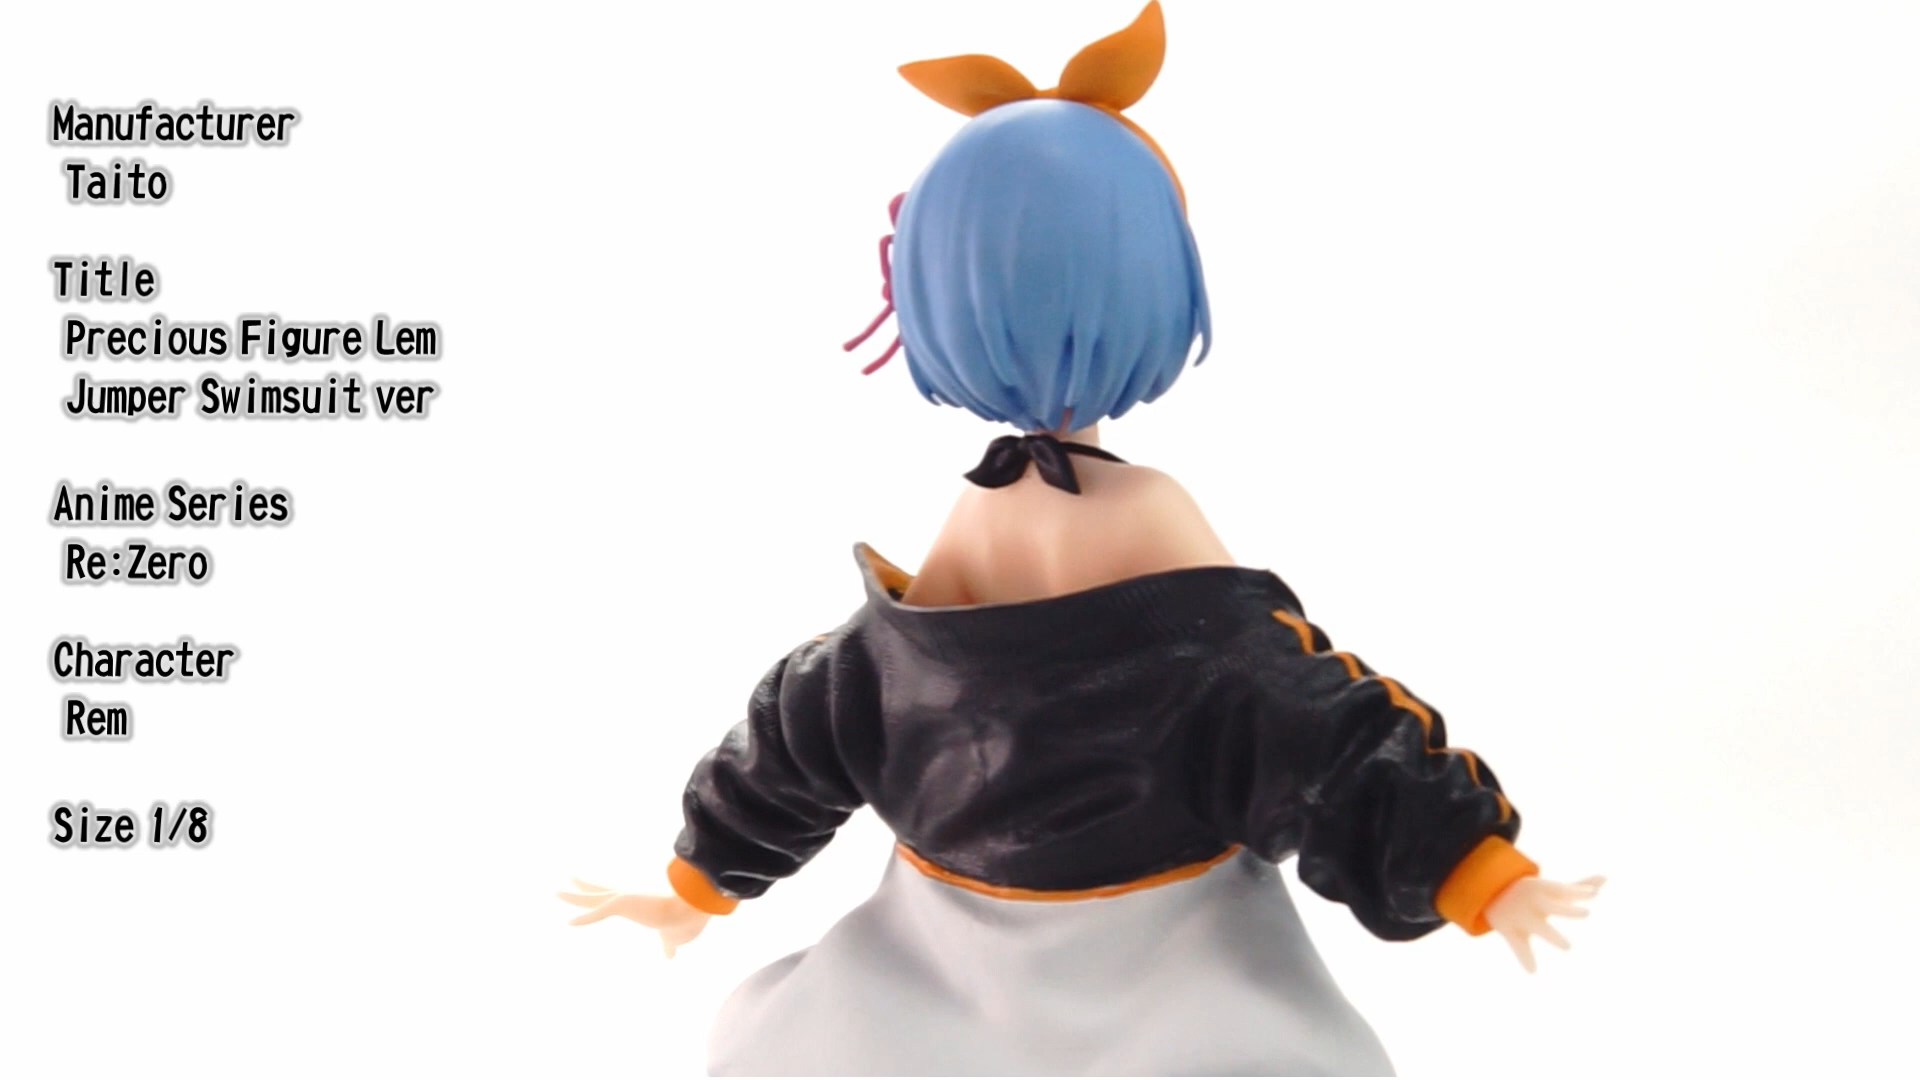 Manufacturer
Taito
Title
Precious Figure Lem
Jumper Swimsuit ver
Anime Series
Re:Zero
Character
Rem
Size 1/8